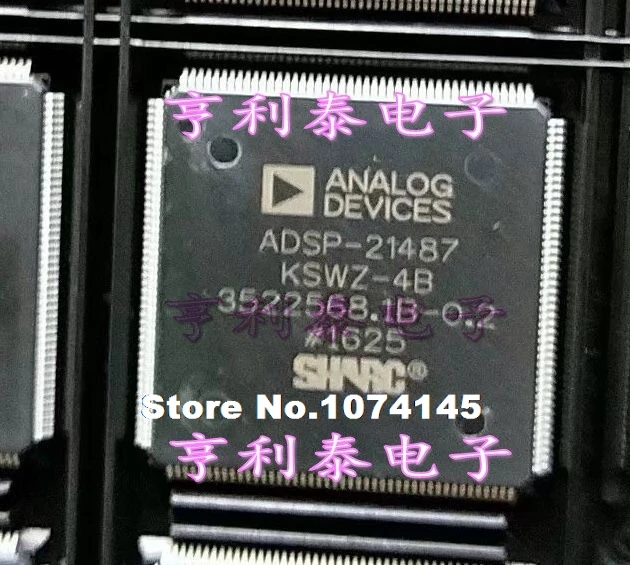 亨利泰电子
ANALOG
DEVICES
ADSP-21487
KSWZ-4B
3522568.1B-0.2
亨利泰电子
#1625
SHARC®
Store No.1074145
亨利泰电子